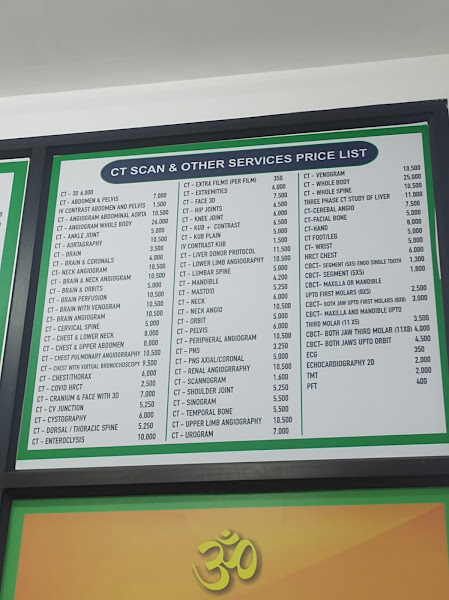 CT SCAN & OTHER SERVICES PRICE LIST
CT - 3D 6.000
CT - ABDOMEN & PELVIS 7,000
IV CONTRAST ABDOMEN AND PELVIS 1,500
CT - ANGIOGRAM ABDOMINAL AORTA 10,500
CT - ANGIOGRAM WHOLE BODY 26,000
CT - ANKLE JOINT 5,000
CT - AORTAGRAPHY 10,500
CT - BRAIN 3,500
CT - BRAIN & CORONALS 4,000
CT- NECK ANGIOGRAM 10,500
CT - BRAIN & NECK ANGIOGRAM 10,500
CT - BRAIN & ORBITS 5,000
CT - BRAIN PERFUSION 10,500
CT - BRAIN WITH VENOGRAM 10,500
CT - BRAIN ANGIOGRAM 10,500
CT - CERVICAL SPINE 5,000
CT - CHEST & LOWER NECK 8,000
CT - CHEST & UPPER ABDOMEN 8,000
CT - CHEST PULMONARY ANGIOGRRAPHY 10,500
CT - CHEST WITH VIRTUAL BRONCHOSCOPY 9,500
CT - CHEST/THORAX 6,000
CT - COVID HRCT 2,500
CT - CRANIUM & FACE WITH 3D 7,000
CT - CV JUNCTION 5,250
CT - CYSTOGRAPHY 6,000
CT - DORSAL / THORACIC SPINE 5,250
CT - ENTEROCLYSIS 10,000
CT - EXTRA FILMS (PER FILM) 350
CT - EXTREMITIES 6,000
CT - FACE 3D 7,500
CT - HIP JOINTS 6,500
CT - KNEE JOINT 6,000
CT - KUB + CONTRAST 6,500
CT - KUB PLAIN 5,000
IV CONTRAST KUB 1,500
CT - LIVER DONOR PROTOCOL 11,500
CT - LOWER LIMB ANGIOGRAPHY 10,500
CT - LUMBAR SPINE 5,000
CT - MANDIBLE 4,200
CT - MASTOID 5,250
CT - NECK 6,000
CT - NECK ANGIO 10,500
CT - ORBIT 5,000
CT - PELVIS 6,000
CT - PERIPHERAL ANGIOGRAM 10,500
CT - PNS 3,250
CT - PNS AXIAL/CORONAL 5,000
CT - RENAL ANGIOGRRAPHY 10,500
CT - SCANNOGRAM 1,600
CT - SHOULDER JOINT 5,250
CT - SINOGRAM 5,500
CT - TEMPORAL BONE 5,500
CT - UPPER LIMB ANGIOGRAPHY 10,500
CT - UROGRAM 7,000
CT - VENOGRAM 10,500
CT - WHOLE BODY 25,000
CT - WHOLE SPINE 10,500
THREE PHASE CT STUDY OF LIVER 11,000
CT-CEREBAL ANGIO 7,500
CT-FACIAL BONE 5,000
CT-HAND 8,000
CT FOOT/LEG 5,000
CT- WRIST 5,000
HRCT CHEST 6,000
CBCT- SEGMENT (5X5) ENDO SINGLE TOOTH 1,300
CBCT- SEGMENT (5X5) 1,800
CBCT- MAXILLA OR MANDIBLE
UPTO FIRST MOLARS (8X5) 2,500
CBCT- BOTH JAW UPTO FIRST MOLARS (8X8) 3,000
CBCT- MAXILLA AND MANDIBLE UPTO
THIRD MOLAR (11 X5) 3,500
CBCT- BOTH JAW THIRD MOLAR (11X8) 4,000
CBCT- BOTH JAWS UPTO ORBIT 4,500
ECG 350
ECHOCARDIOGRAPHY 2D 2,000
TMT 2,000
PFT 400
ॐ